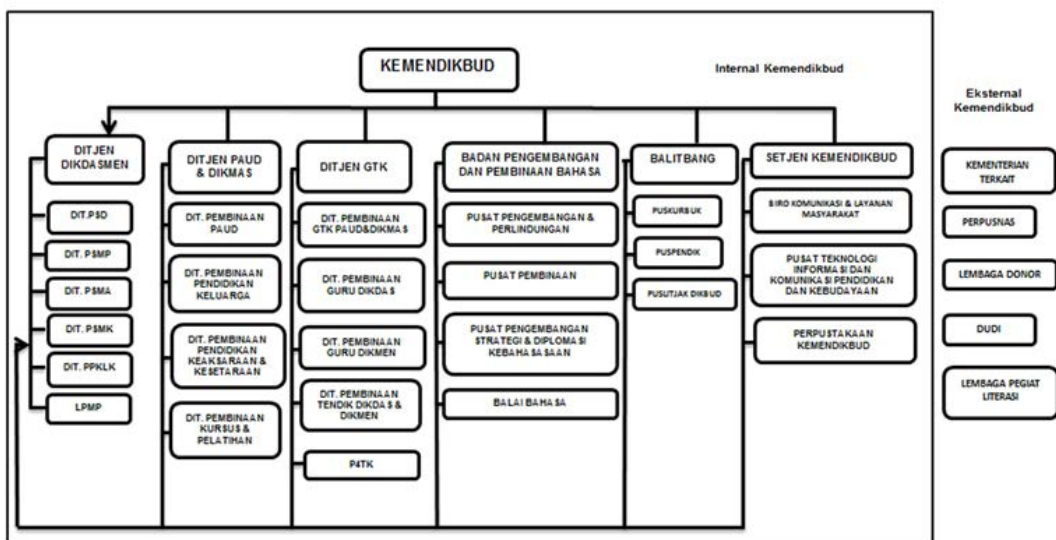 KEMENDIKBUD
Internal Kemendikbud
Eksternal
Kemendikbud
DITJEN
DIKDASMEN
DIT.PSD
DIT. PSMP
DIT. PSMA
DIT. PSMK
DIT. PPKLK
LPMP
DITJEN PAUD
& DIKMAS
DIT. PEMBINAAN
PAUD
DIT. PEMBINAAN
PENDIDIKAN
KELUARGA
DIT. PEMBINAAN
PENDIDIKAN
KEAKSARAAN &
KESETARAAN
DIT. PEMBINAAN
KURSUS &
PELATIHAN
DITJEN GTK
DIT. PEMBINAAN
GTK PAUD&DIKMAS
DIT. PEMBINAAN
GURU DIKDAS
DIT. PEMBINAAN
GURU DIKMEN
DIT. PEMBINAAN
TENDIK DIKDAS &
DIKMEN
P4TK
BADAN PENGEMBANGAN
DAN PEMBINAAN BAHASA
PUSAT PENGEMBANGAN &
PERLINDUNGAN
PUSAT PEMBINAAN
PUSAT PENGEMBANGAN
STRATEGI & DIPLOMASI
KEBAHASASAAN
BALAI BAHASA
BALITBANG
PUSKURBUK
PUSPENDIK
PUSUTJAK DIKBUD
SETJEN KEMENDIKBUD
BIRO KOMUNIKASI & LAYANAN
MASYARAKAT
PUSAT TEKNOLOGI
INFORMASI DAN
KOMUNIKASI PENDIDIKAN
DAN KEBUDAYAAN
PERPUSTAKAAN
KEMENDIKBUD
KEMENTERIAN
TERKAIT
PERPUSNAS
LEMBAGA DONOR
DUDI
LEMBAGA PEGIAT
LITERASI